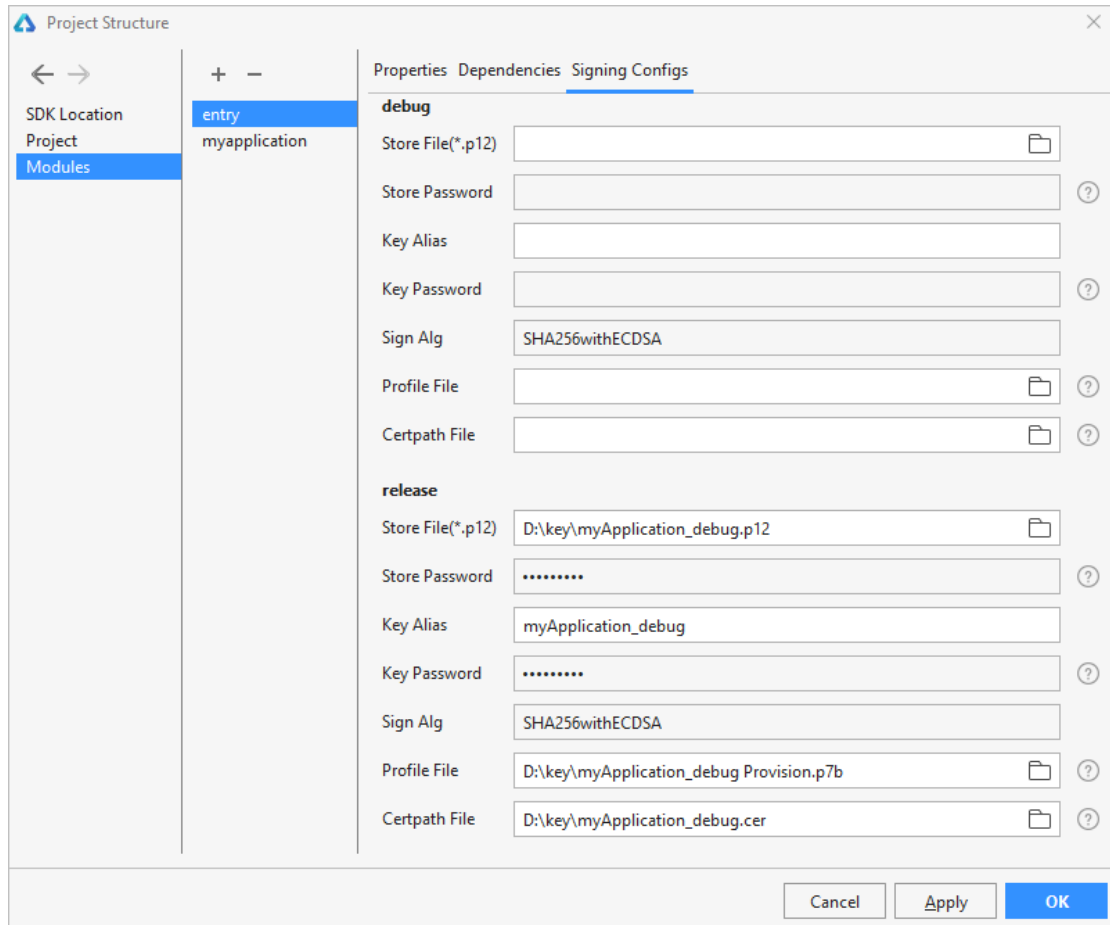 Project Structure
Properties Dependencies Signing Configs
SDK Location
Project
Modules
entry
myapplication
debug
Store File(*.p12)
Store Password
Key Alias
Key Password
Sign Alg SHA256withECDSA
Profile File
Certpath File
release
Store File(*.p12) D:\key\myApplication_debug.p12
Store Password •••••••••
Key Alias myApplication_debug
Key Password •••••••••
Sign Alg SHA256withECDSA
Profile File D:\key\myApplication_debug Provision.p7b
Certpath File D:\key\myApplication_debug.cer
Cancel Apply OK